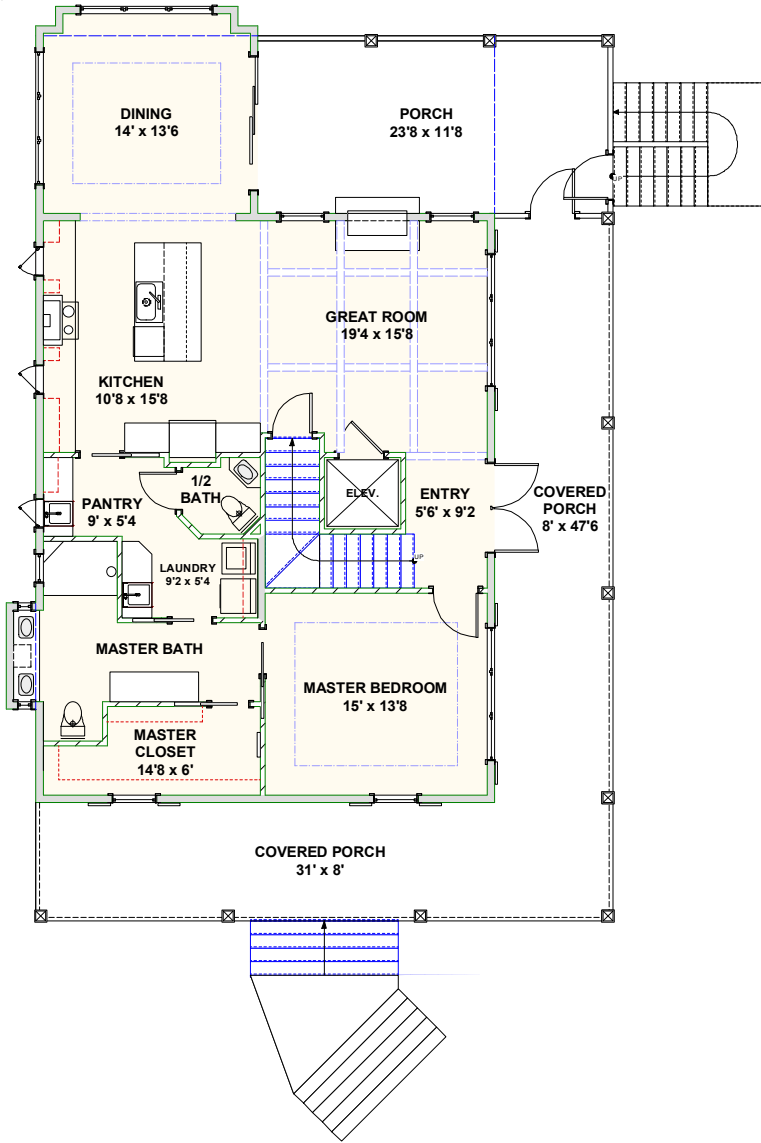 DINING
14' x 13'6
PORCH
23'8 x 11'8
UP
GREAT ROOM
19'4 x 15'8
KITCHEN
10'8 x 15'8
1/2
BATH
PANTRY
9' x 5'4
ELEV.
ENTRY
5'6' x 9'2
COVERED
PORCH
8' x 47'6
UP
LAUNDRY
9'2 x 5'4
MASTER BATH
MASTER BEDROOM
15' x 13'8
MASTER
CLOSET
14'8 x 6'
COVERED PORCH
31' x 8'